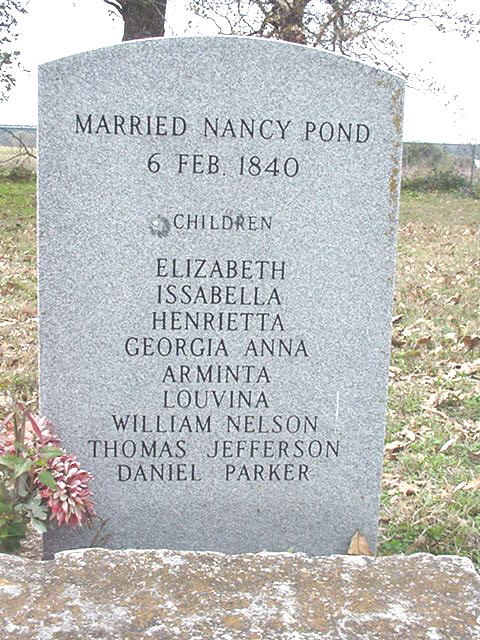 MARRIED NANCY POND
6 FEB. 1840
CHILDREN
ELIZABETH
ISSABELLA
HENRIETTA
GEORGIA ANNA
ARMINTA
LOUVINA
WILLIAM NELSON
THOMAS JEFFERSON
DANIEL PARKER